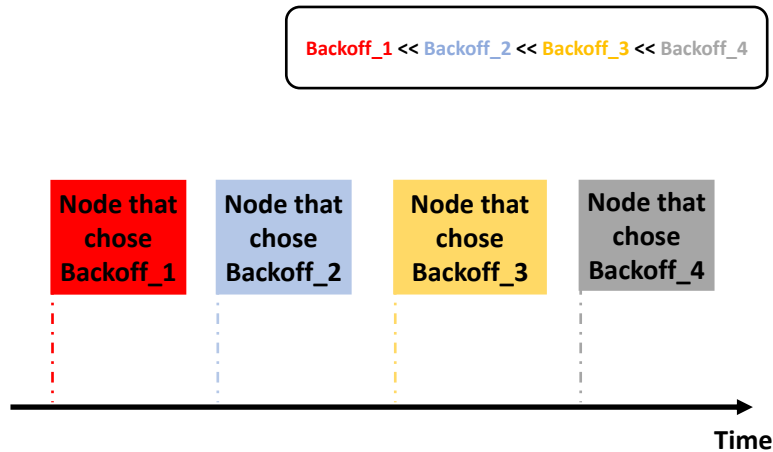 Backoff_1 << Backoff_2 << Backoff_3 << Backoff_4
Node that
chose
Backoff_1
Node that
chose
Backoff_2
Node that
chose
Backoff_3
Node that
chose
Backoff_4
Time